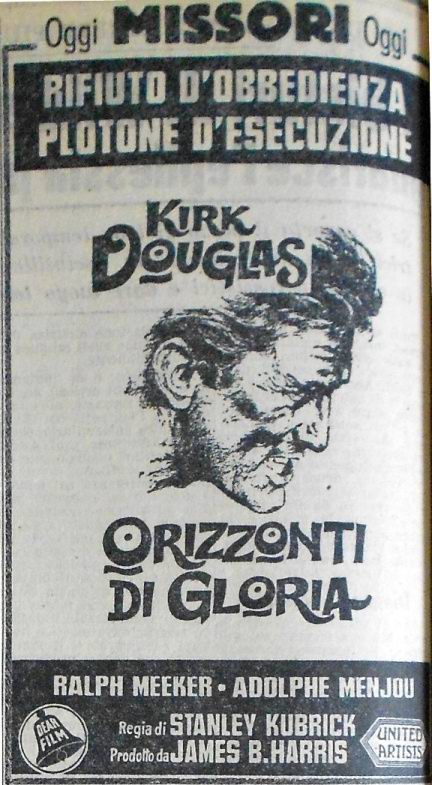 Oggi MISSORI Oggi
RIFIUTO D'OBBEDIENZA
PLOTONE D'ESECUZIONE
KIRK
DOUGLAS
ORIZZONTI
DI GLORIA
RALPH MEEKER • ADOLPHE MENJOU
DEAR
FILM
Regia di STANLEY KUBRICK
Prodotto da JAMES B. HARRIS
UNITED
ARTISTS